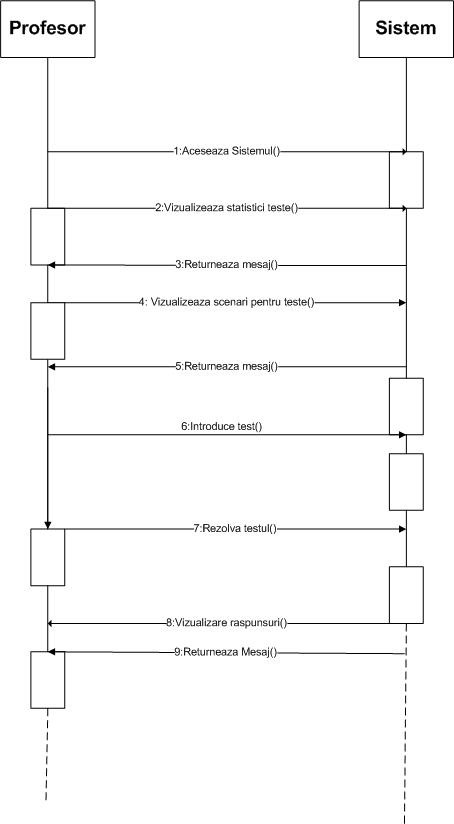 Profesor
Sistem
1:Aceseaza Sistemul()
2:Vizualizeaza statistici teste()
3:Returneaza mesaj()
4: Vizualizeaza scenari pentru teste()
5:Returneaza mesaj()
6:Introduce test()
7:Rezolva testul()
8:Vizualizare raspunsuri()
9:Returneaza Mesaj()